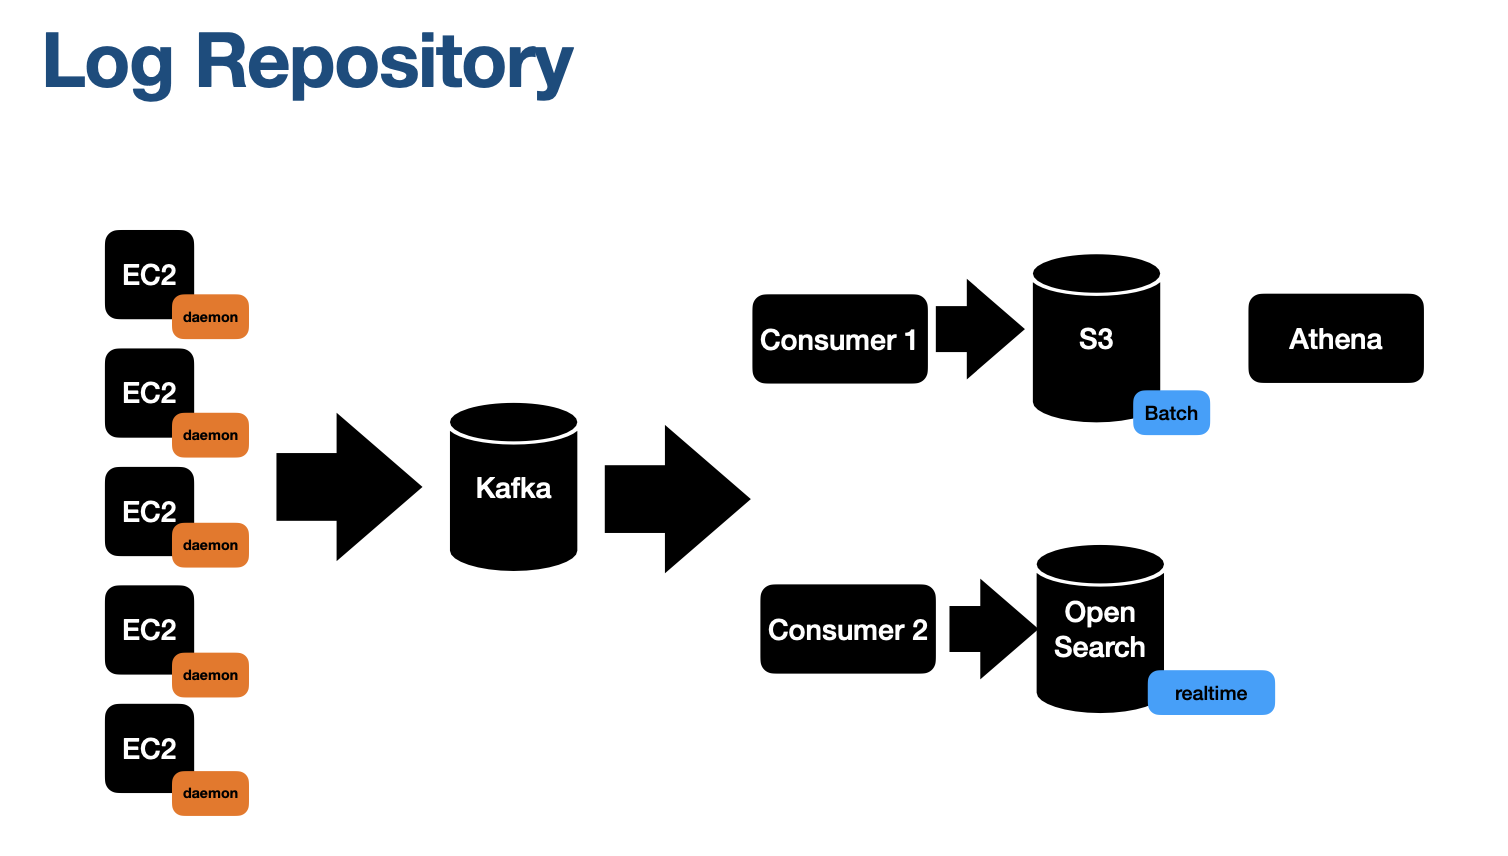 Log Repository
EC2
daemon
EC2
daemon
EC2
daemon
EC2
daemon
EC2
daemon
Kafka
Consumer 1
S3
Batch
Athena
Consumer 2
Open
Search
realtime